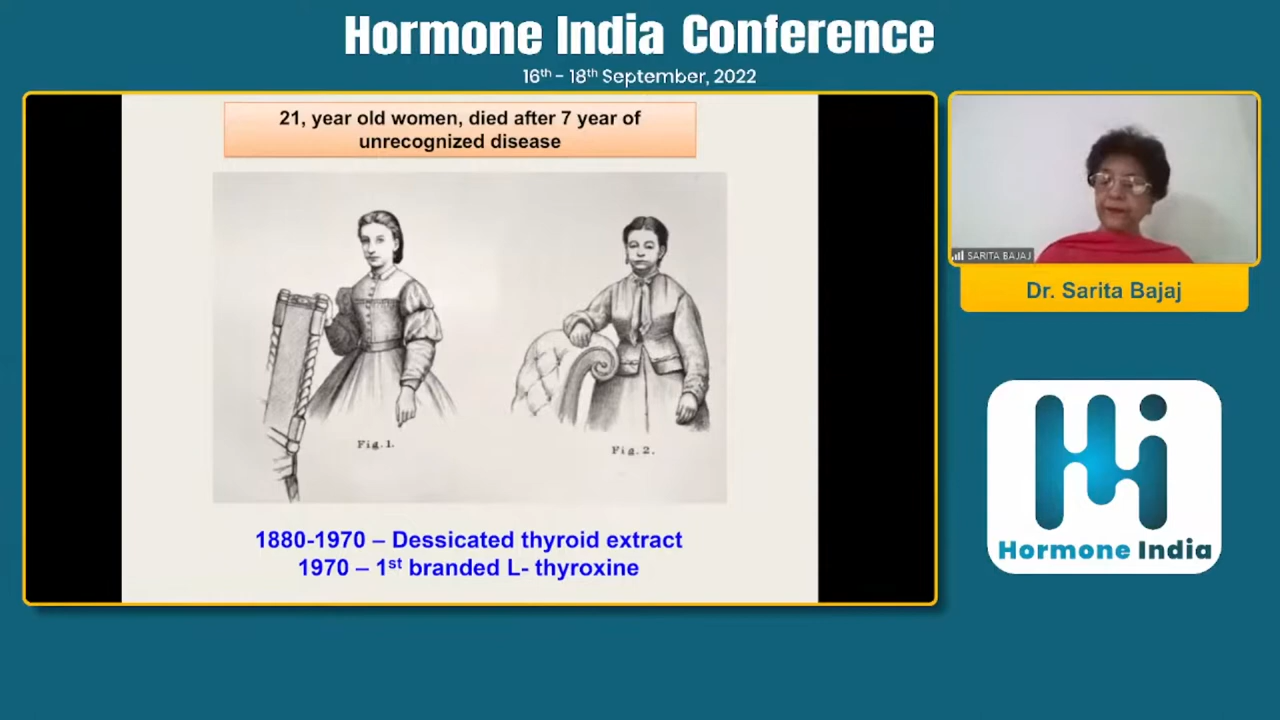 Hormone India Conference
16th - 18th September, 2022
21, year old women, died after 7 year of
unrecognized disease
Fig. 1.
Fig. 2.
1880-1970 – Dessicated thyroid extract
1970 – 1st branded L- thyroxine
SARITA BAJAJ
Dr. Sarita Bajaj
Hi
Hormone India